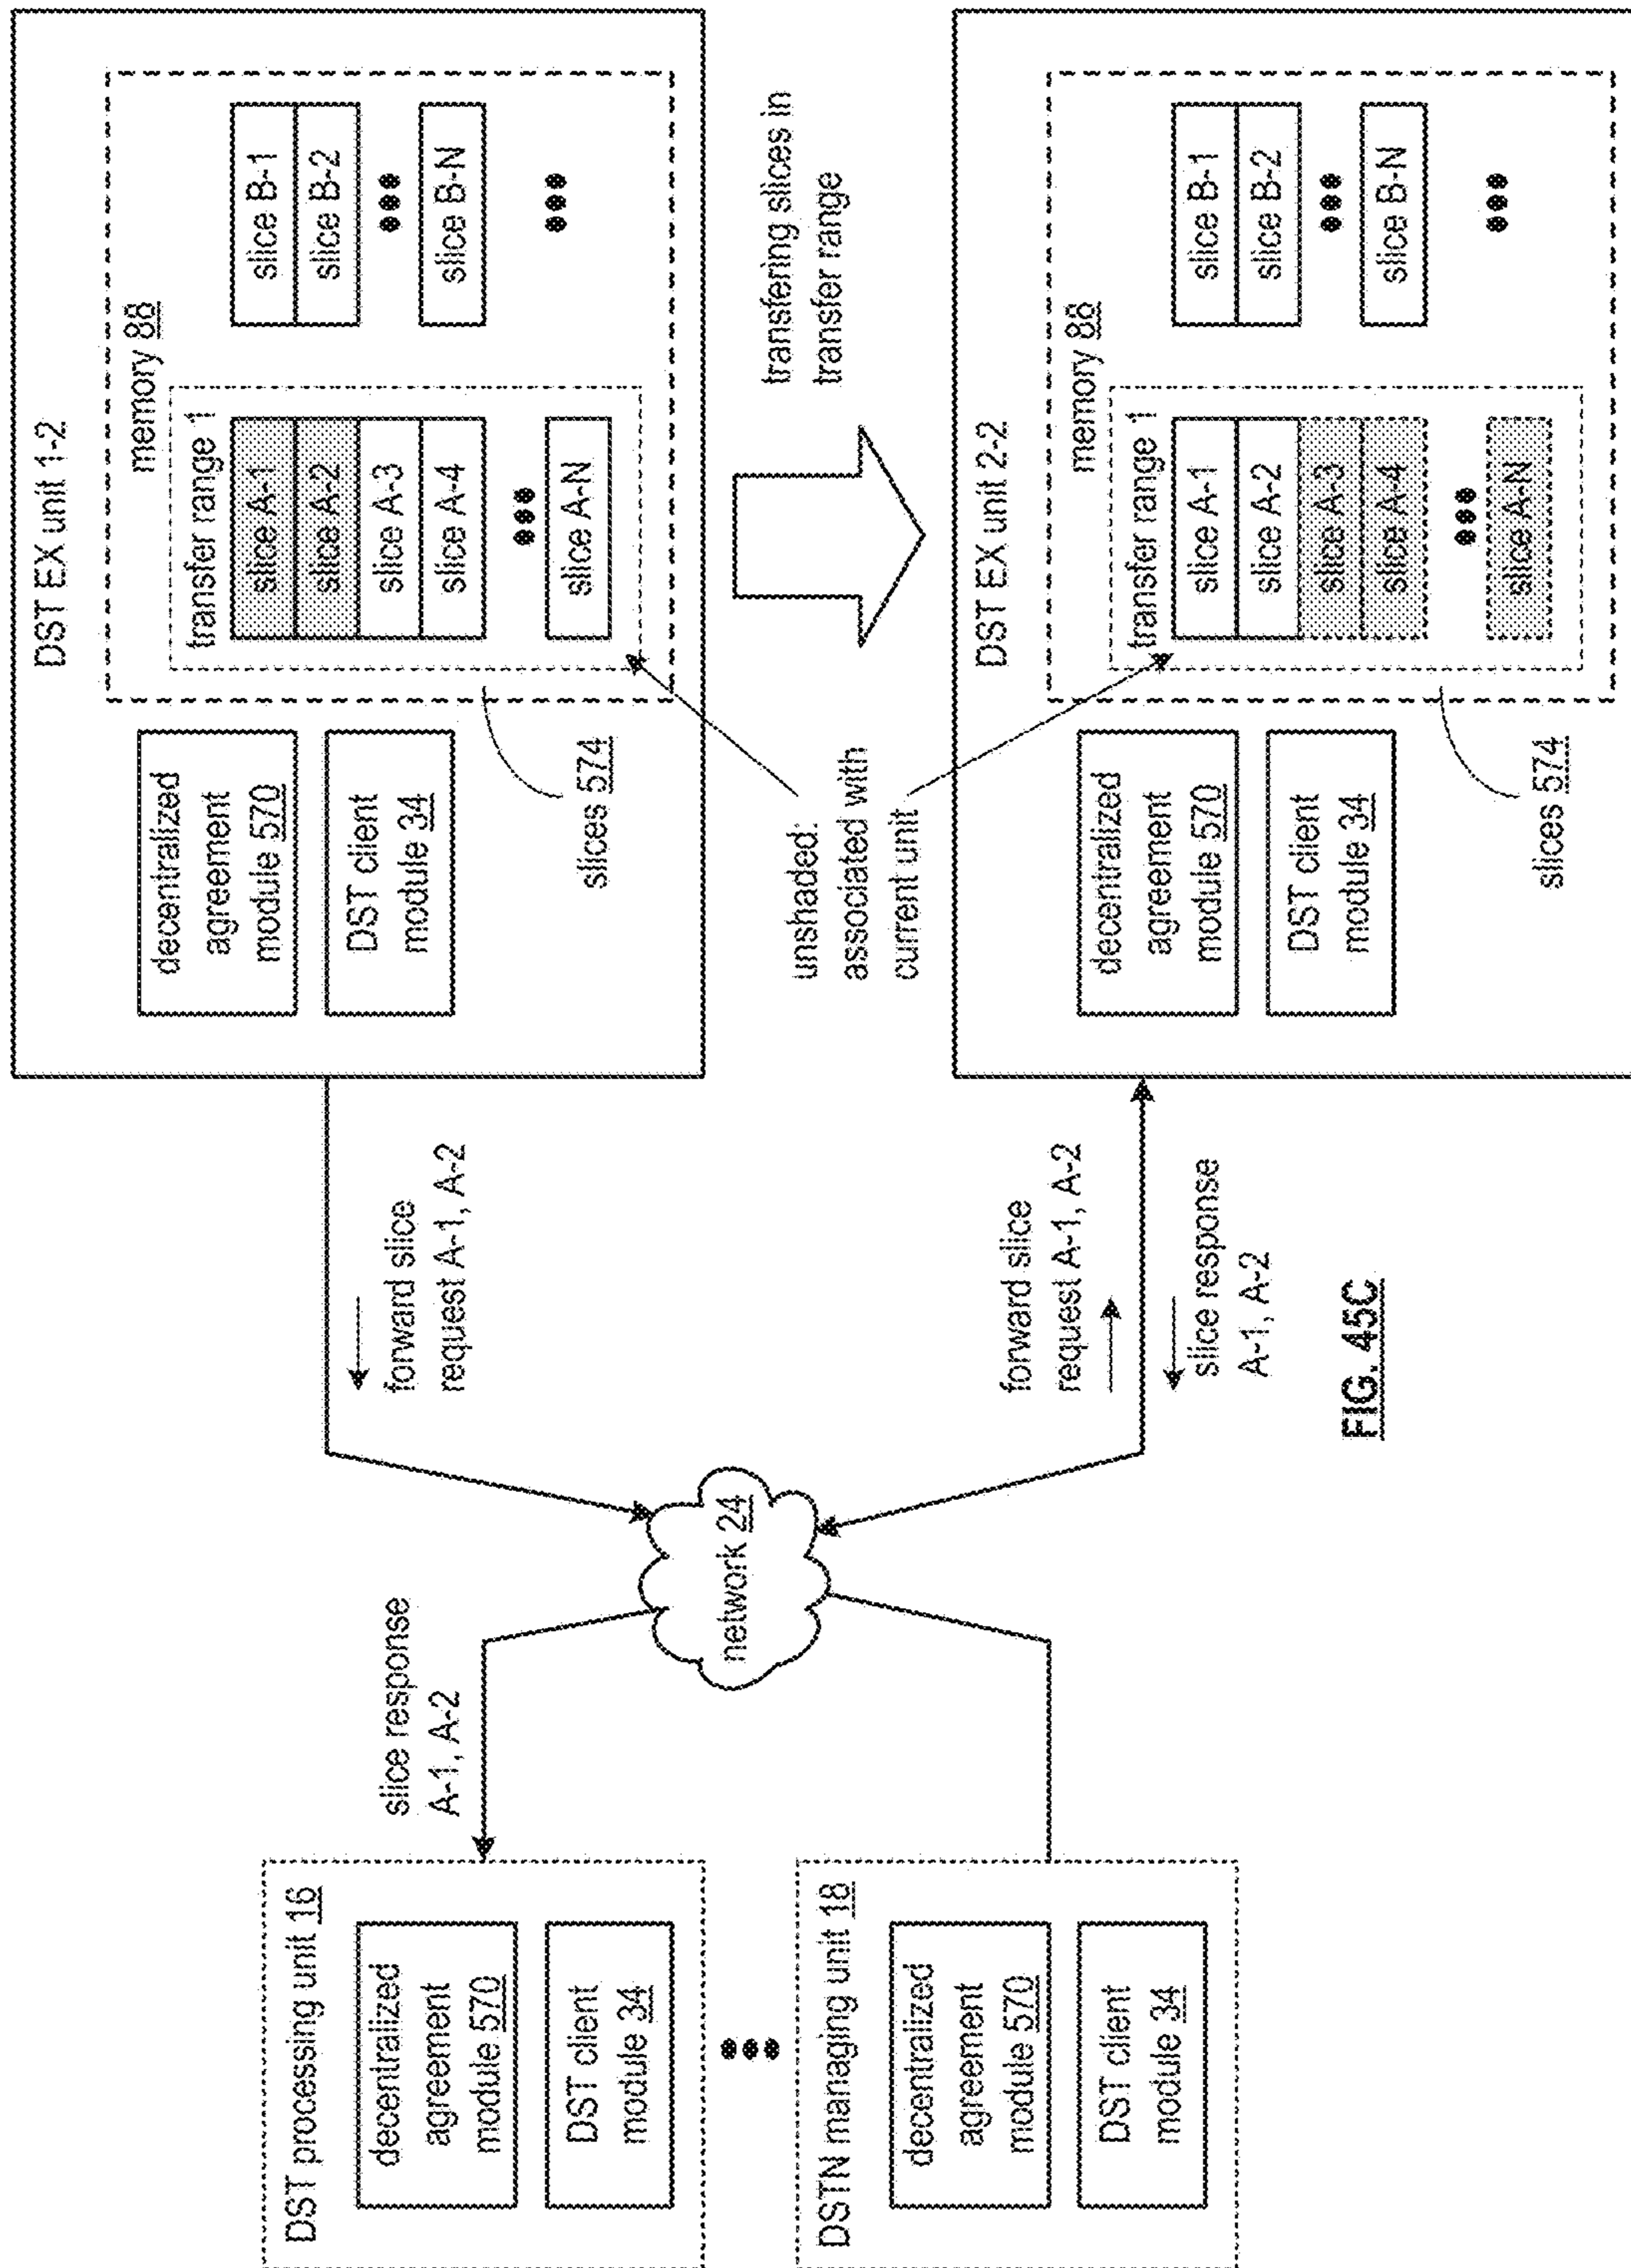 DST processing unit 16
decentralized
agreement
module 570
DST client
module 34
DSTN managing unit 18
decentralized
agreement
module 570
DST client
module 34
slice response
A-1, A-2
network 24
forward slice
request A-1, A-2
forward slice
request A-1, A-2
slice response
A-1, A-2
DST EX unit 1-2
decentralized
agreement
module 570
DST client
module 34
slices 574
memory 88
transfer range 1
slice A-1
slice A-2
slice A-3
slice A-4
slice A-N
slice B-1
slice B-2
slice B-N
unshaded:
associated with
current unit
transfering slices in
transfer range
DST EX unit 2-2
decentralized
agreement
module 570
DST client
module 34
slices 574
memory 88
transfer range 1
slice A-1
slice A-2
slice A-3
slice A-4
slice A-N
slice B-1
slice B-2
slice B-N
FIG. 45C